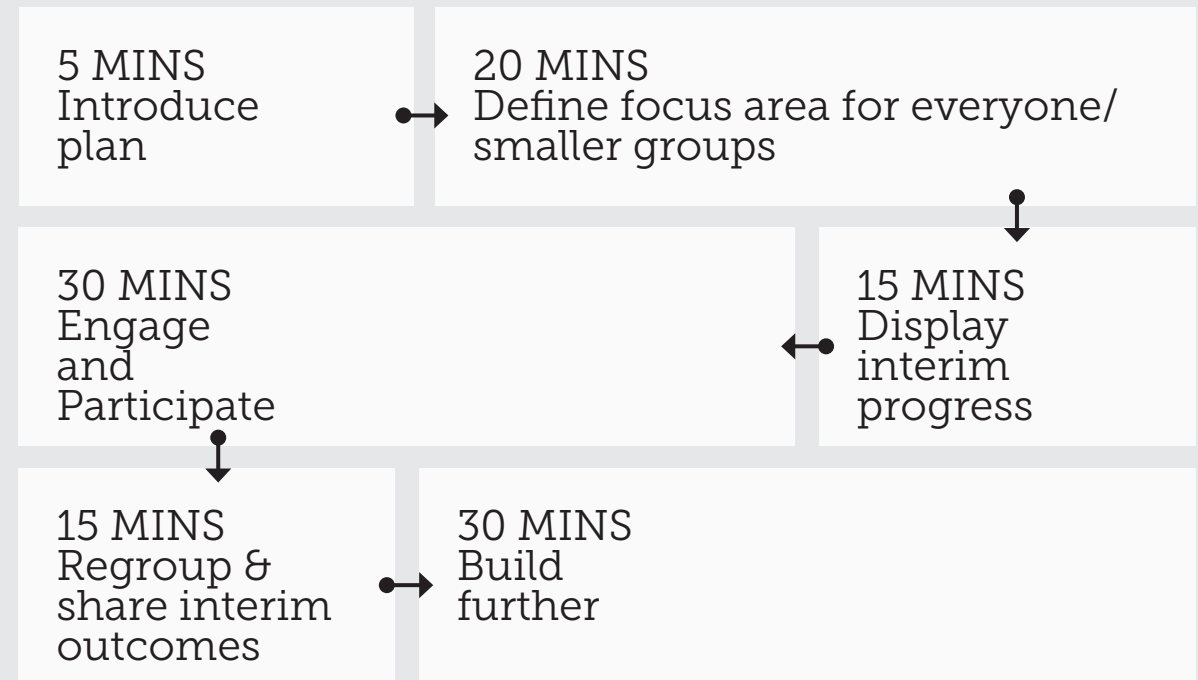 5 MINS
Introduce
plan
20 MINS
Define focus area for everyone/
smaller groups
15 MINS
Display
interim
progress
30 MINS
Engage
and
Participate
15 MINS
Regroup &
share interim
outcomes
30 MINS
Build
further